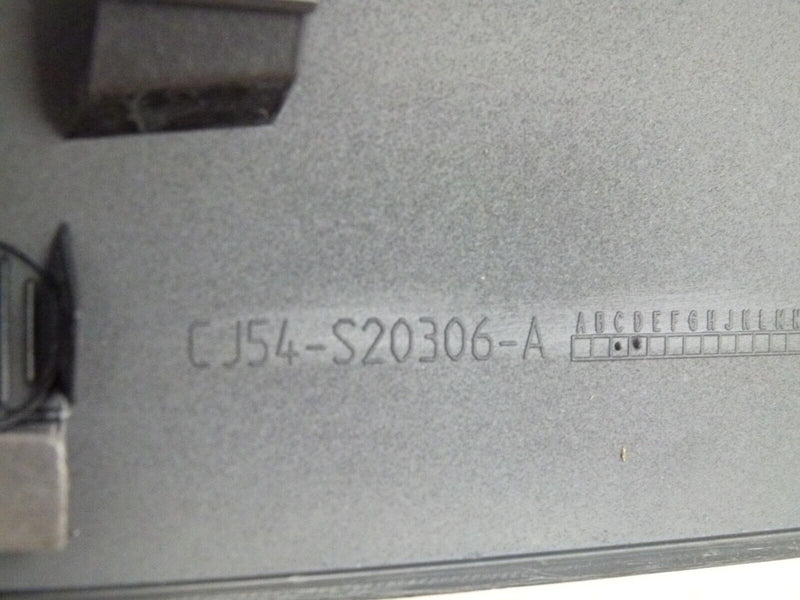 CJ54-S20306-A
A B C D E F G H J K L M N